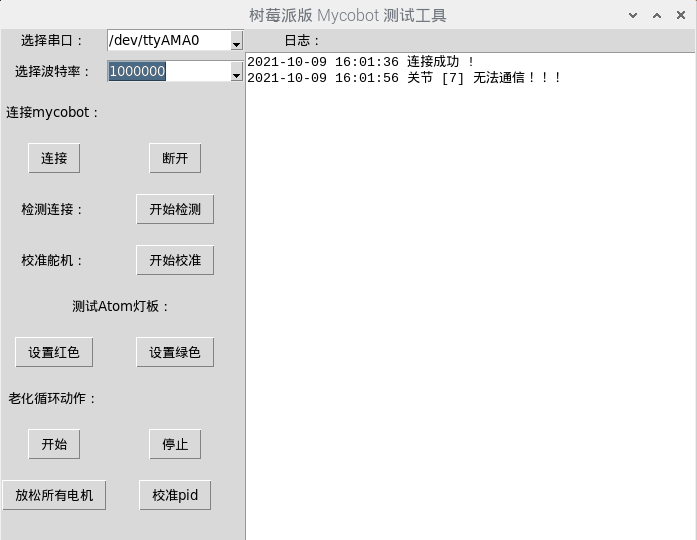 树莓派版 Mycobot 测试工具
选择串口： /dev/ttyAMA0
选择波特率： 1000000
连接mycobot：
连接 断开
检测连接： 开始检测
校准舵机： 开始校准
测试Atom灯板：
设置红色 设置绿色
老化循环动作：
开始 停止
放松所有电机 校准pid
日志：
2021-10-09 16:01:36 连接成功 !
2021-10-09 16:01:56 关节 [7] 无法通信！！！